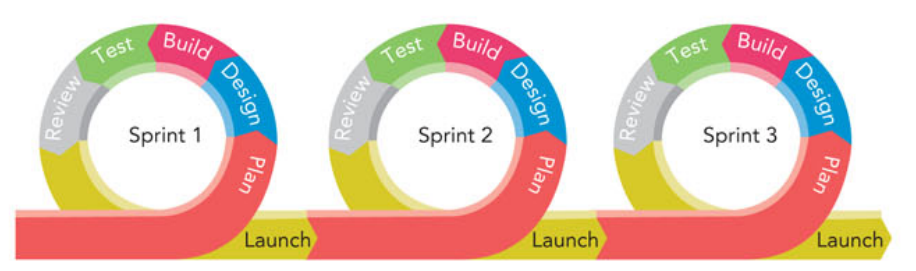 Plan
Design
Build
Test
Review
Sprint 1
Launch
Plan
Design
Build
Test
Review
Sprint 2
Launch
Plan
Design
Build
Test
Review
Sprint 3
Launch